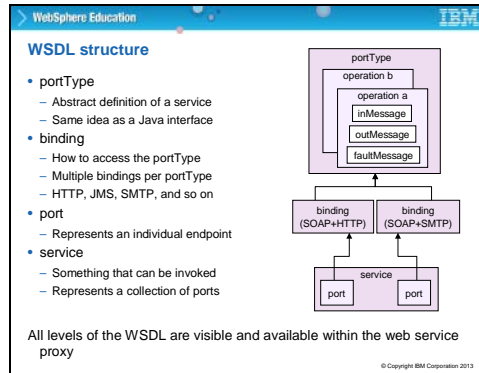 WebSphere Education
IBM
WSDL structure
• portType
– Abstract definition of a service
– Same idea as a Java interface
• binding
– How to access the portType
– Multiple bindings per portType
– HTTP, JMS, SMTP, and so on
• port
– Represents an individual endpoint
• service
– Something that can be invoked
– Represents a collection of ports
portType
operation b
operation a
inMessage
outMessage
faultMessage
binding
(SOAP+HTTP)
binding
(SOAP+SMTP)
service
port
port
All levels of the WSDL are visible and available within the web service
proxy
© Copyright IBM Corporation 2013